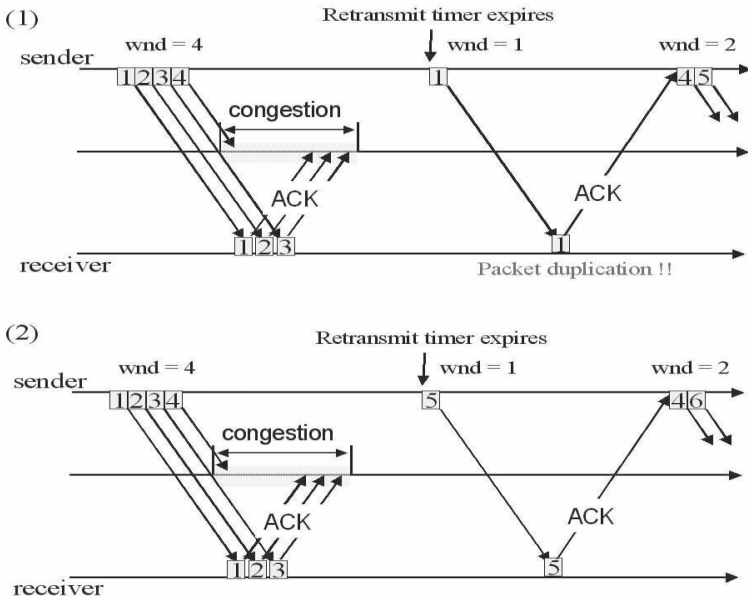 (1)
Retransmit timer expires
wnd = 4
wnd = 1
wnd = 2
sender
1 2 3 4
1
4 5
congestion
ACK
ACK
1 2 3
1
receiver
Packet duplication !!
(2)
Retransmit timer expires
wnd = 4
wnd = 1
wnd = 2
sender
1 2 3 4
5
4 6
congestion
ACK
ACK
1 2 3
5
receiver